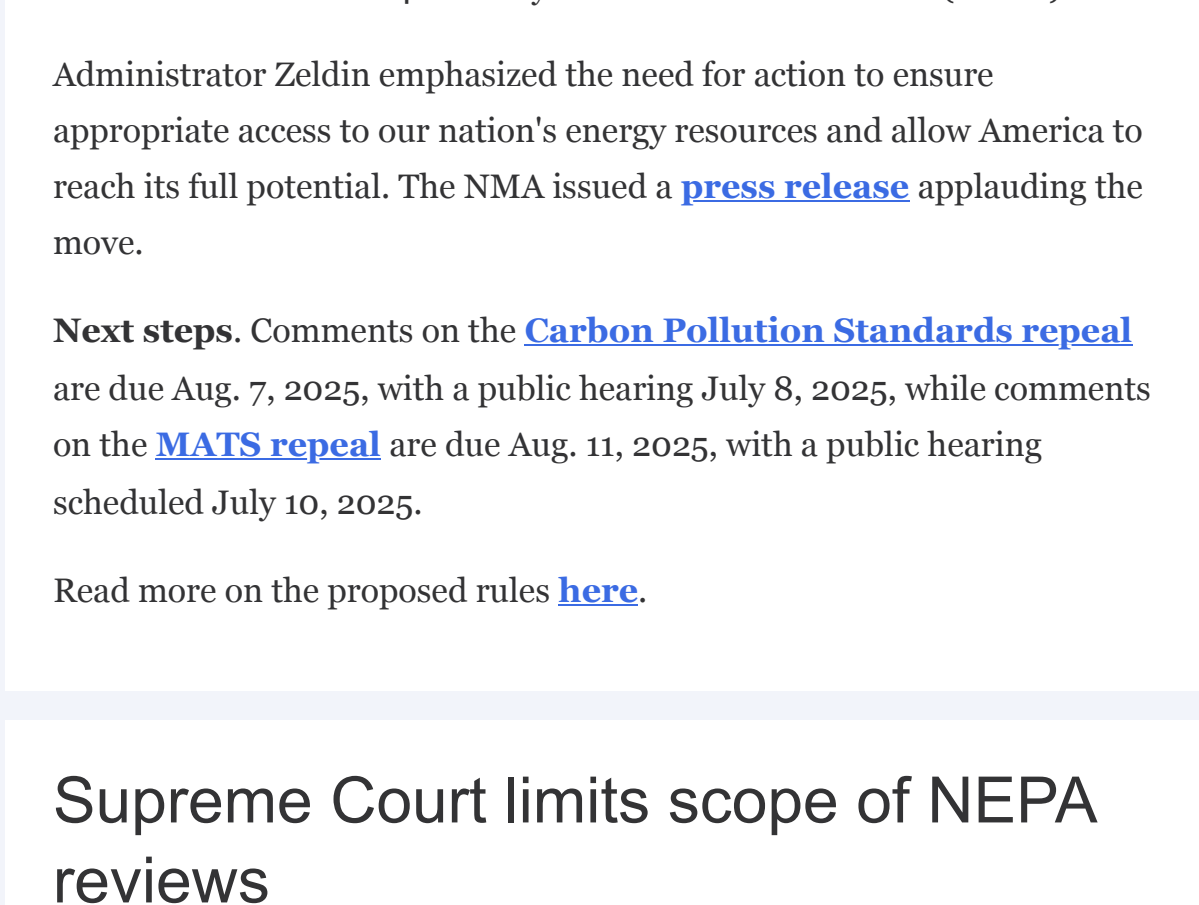 Administrator Zeldin emphasized the need for action to ensure
appropriate access to our nation's energy resources and allow America to
reach its full potential. The NMA issued a press release applauding the
move.
Next steps. Comments on the Carbon Pollution Standards repeal
are due Aug. 7, 2025, with a public hearing July 8, 2025, while comments
on the MATS repeal are due Aug. 11, 2025, with a public hearing
scheduled July 10, 2025.
Read more on the proposed rules here.
Supreme Court limits scope of NEPA
reviews